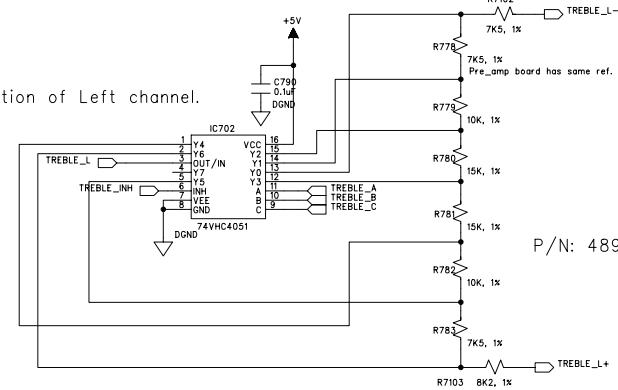 R7102
TREBLE_L-
7K5, 1%
+5V
R778
7K5, 1%
Pre_amp board has same ref.
C790
0.1uF
DGND
tion of Left channel.
R779
10K, 1%
IC702
1 Y4 VCC 16
2 Y6 Y2 15
TREBLE_L 3 OUT/IN Y1 14
4 Y7 Y0 13
5 Y5 Y3 12
TREBLE_INH 6 INH A 11 TREBLE_A
7 VEE B 10 TREBLE_B
8 GND C 9 TREBLE_C
74VHC4051
DGND
R780
15K, 1%
R781
15K, 1%
P/N: 489
R782
10K, 1%
R783
7K5, 1%
TREBLE_L+
R7103 8K2, 1%